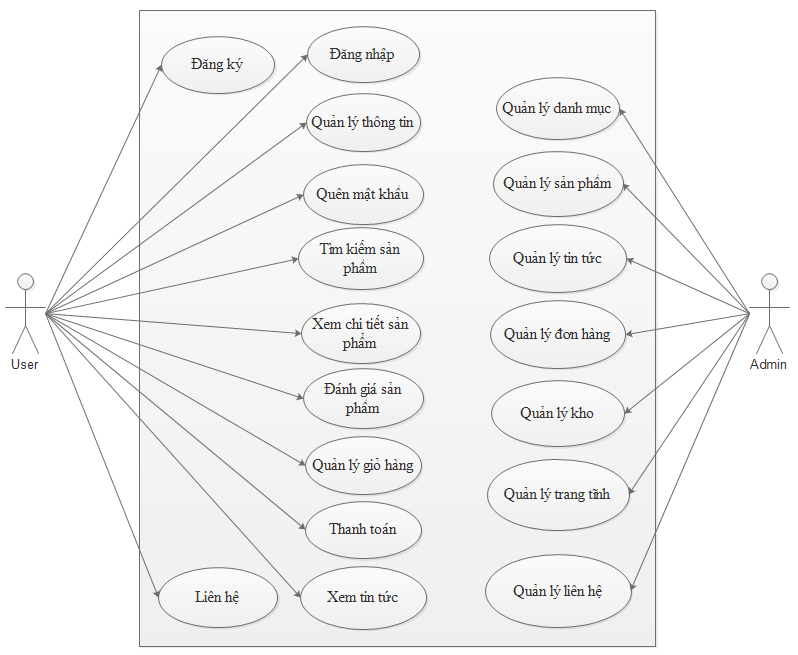 Đăng ký
Đăng nhập
Quản lý thông tin
Quên mật khẩu
Tìm kiếm sản
phẩm
Xem chi tiết sản
phẩm
Đánh giá sản
phẩm
Quản lý giỏ hàng
Thanh toán
Liên hệ
Xem tin tức
Quản lý danh mục
Quản lý sản phẩm
Quản lý tin tức
Quản lý đơn hàng
Quản lý kho
Quản lý trang tĩnh
Quản lý liên hệ
User
Admin